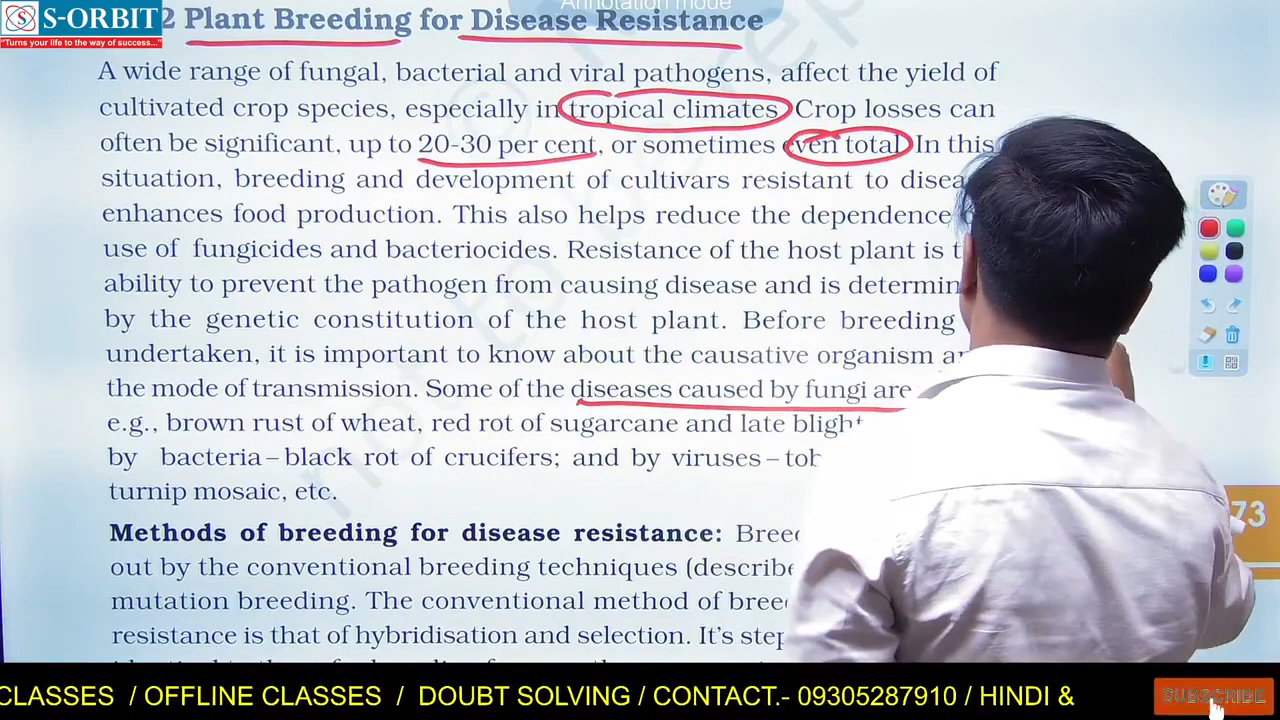 Annotation mode
S-ORBIT
"Turns your life to the way of success..."
2 Plant Breeding for Disease Resistance
A wide range of fungal, bacterial and viral pathogens, affect the yield of
cultivated crop species, especially in tropical climates. Crop losses can
often be significant, up to 20-30 per cent, or sometimes even total. In this
situation, breeding and development of cultivars resistant to disea
enhances food production. This also helps reduce the dependence
use of fungicides and bacteriocides. Resistance of the host plant is t
ability to prevent the pathogen from causing disease and is determin
by the genetic constitution of the host plant. Before breeding
undertaken, it is important to know about the causative organism a
the mode of transmission. Some of the diseases caused by fungi are
e.g., brown rust of wheat, red rot of sugarcane and late blight
by bacteria – black rot of crucifers; and by viruses – tob
turnip mosaic, etc.
73
Methods of breeding for disease resistance: Breed
out by the conventional breeding techniques (describe
mutation breeding. The conventional method of bree
resistance is that of hybridisation and selection. It's step
CLASSES / OFFLINE CLASSES / DOUBT SOLVING / CONTACT.- 09305287910 / HINDI &
SUBSCRIBE